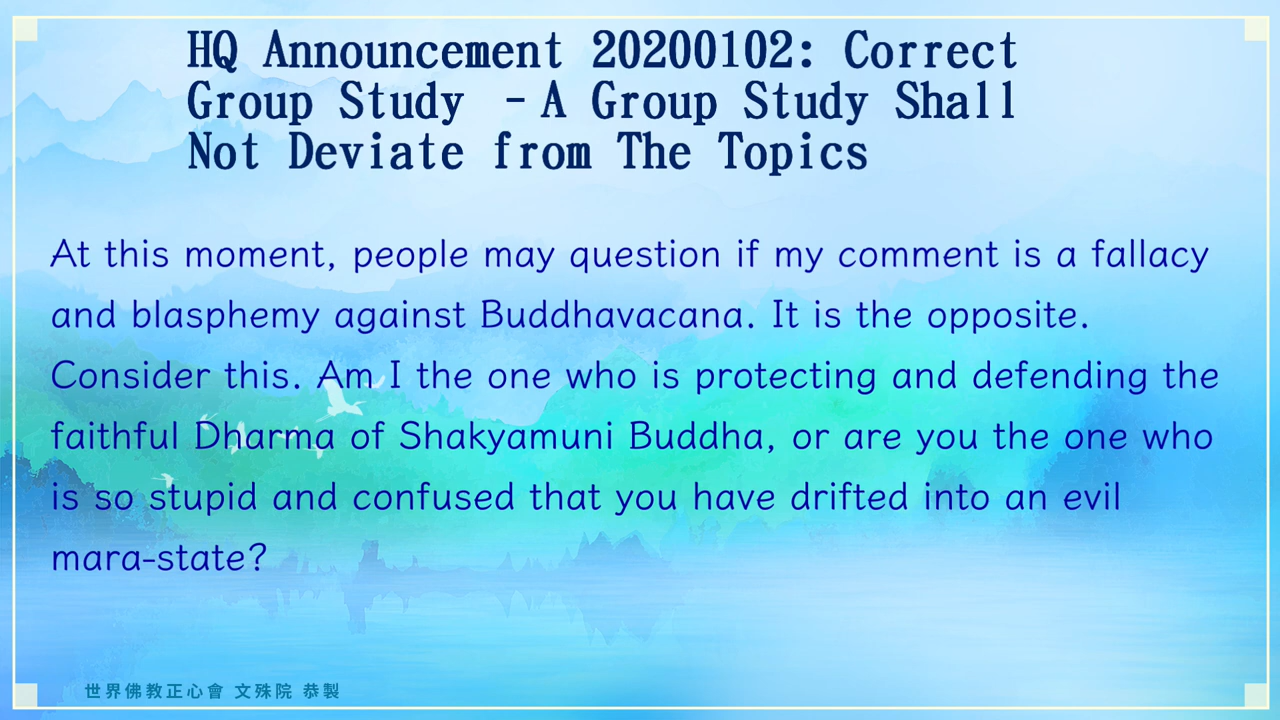 HQ Announcement 20200102: Correct
Group Study – A Group Study Shall
Not Deviate from The Topics
At this moment, people may question if my comment is a fallacy
and blasphemy against Buddhavacana. It is the opposite.
Consider this. Am I the one who is protecting and defending the
faithful Dharma of Shakyamuni Buddha, or are you the one who
is so stupid and confused that you have drifted into an evil
mara-state?
世界佛教正心會 文殊院 恭製